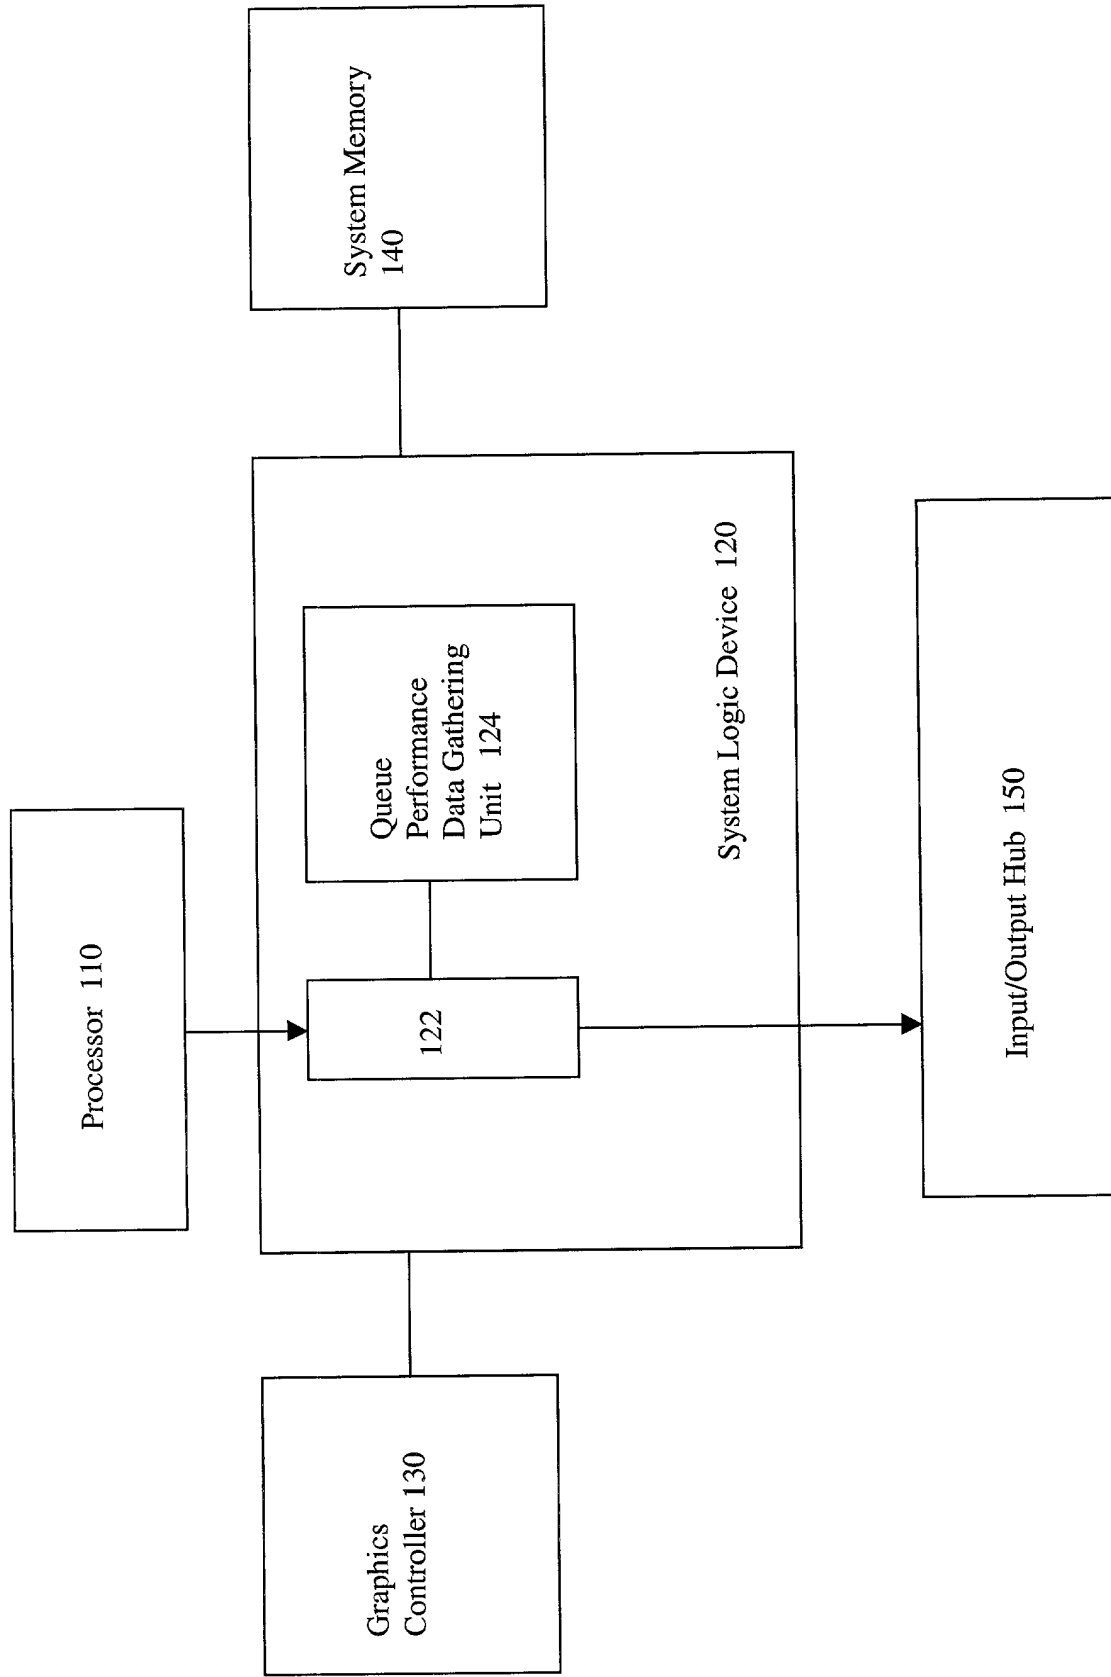 Processor 110
Graphics
Controller 130
122
Queue
Performance
Data Gathering
Unit 124
System Logic Device 120
System Memory
140
Input/Output Hub 150